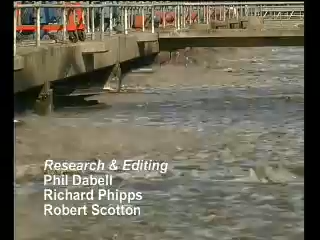 Research & Editing
Phil Dabell
Richard Phipps
Robert Scotton